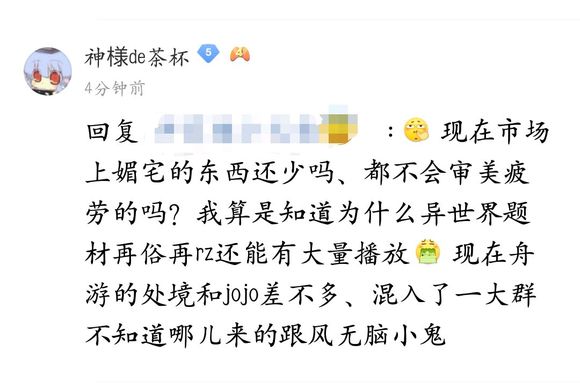 神様de茶杯 5
4分钟前
回复 : 现在市场
上媚宅的东西还少吗、都不会审美疲
劳的吗？我算是知道为什么异世界题
材再俗再rz还能有大量播放 现在舟
游的处境和jojo差不多、混入了一大群
不知道哪儿来的跟风无脑小鬼